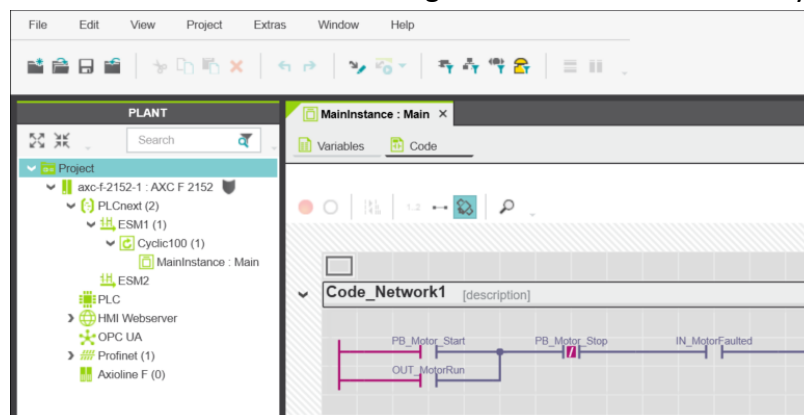 File Edit View Project Extras Window Help
PLANT
MainInstance : Main ×
Search
Variables Code
Project
axc-f-2152-1 : AXC F 2152
PLCnext (2)
ESM1 (1)
Cyclic100 (1)
MainInstance : Main
ESM2
PLC
HMI Webserver
OPC UA
Profinet (1)
Axioline F (0)
1.2
Code_Network1 [description]
PB_Motor_Start PB_Motor_Stop IN_MotorFaulted
OUT_MotorRun